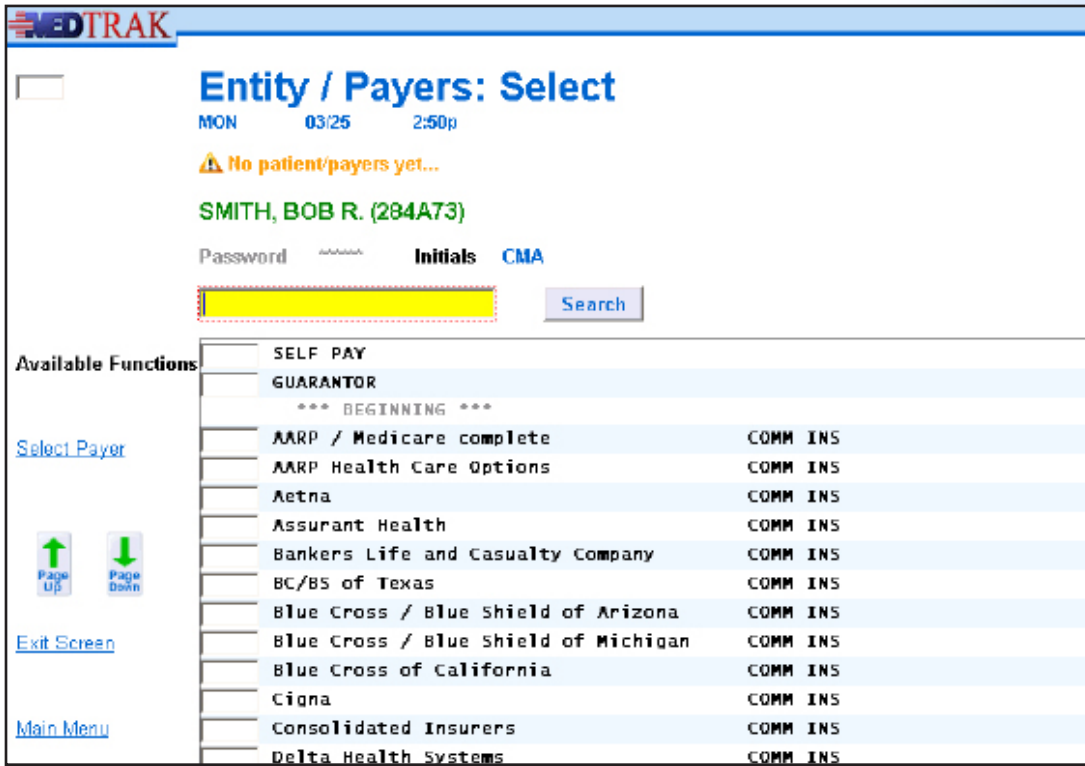 MEDTRAK
Entity / Payers: Select
MON 03/25 2:50p
No patient/payers yet...
SMITH, BOB R. (284A73)
Password ^^^^^^ Initials CMA
Search
Available Functions
SELF PAY
GUARANTOR
*** BEGINNING ***
Select Payer
AARP / Medicare complete COMM INS
AARP Health Care Options COMM INS
Aetna COMM INS
Assurant Health COMM INS
Page Up
Page Down
Bankers Life and Casualty Company COMM INS
BC/BS of Texas COMM INS
Blue Cross / Blue Shield of Arizona COMM INS
Exit Screen
Blue Cross / Blue Shield of Michigan COMM INS
Blue Cross of California COMM INS
Cigna COMM INS
Main Menu
Consolidated Insurers COMM INS
Delta Health Systems COMM INS